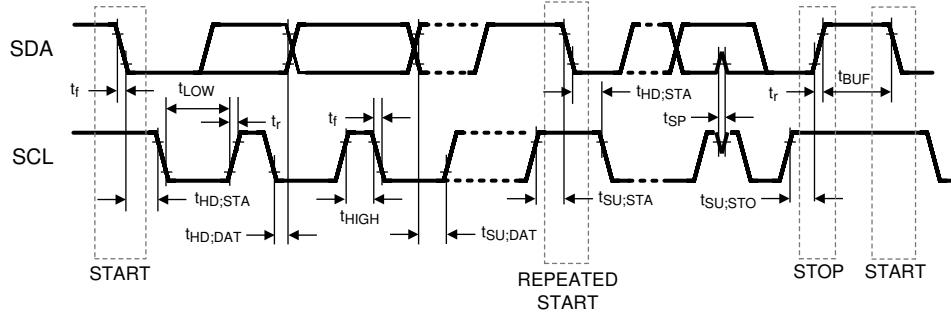 SDA
t_f
t_LOW
t_r
t_f
t_HD;STA
t_SP
t_r
t_BUF
SCL
t_HD;STA
t_HD;DAT
t_HIGH
t_SU;DAT
t_SU;STA
t_SU;STO
START
REPEATED
START
STOP
START